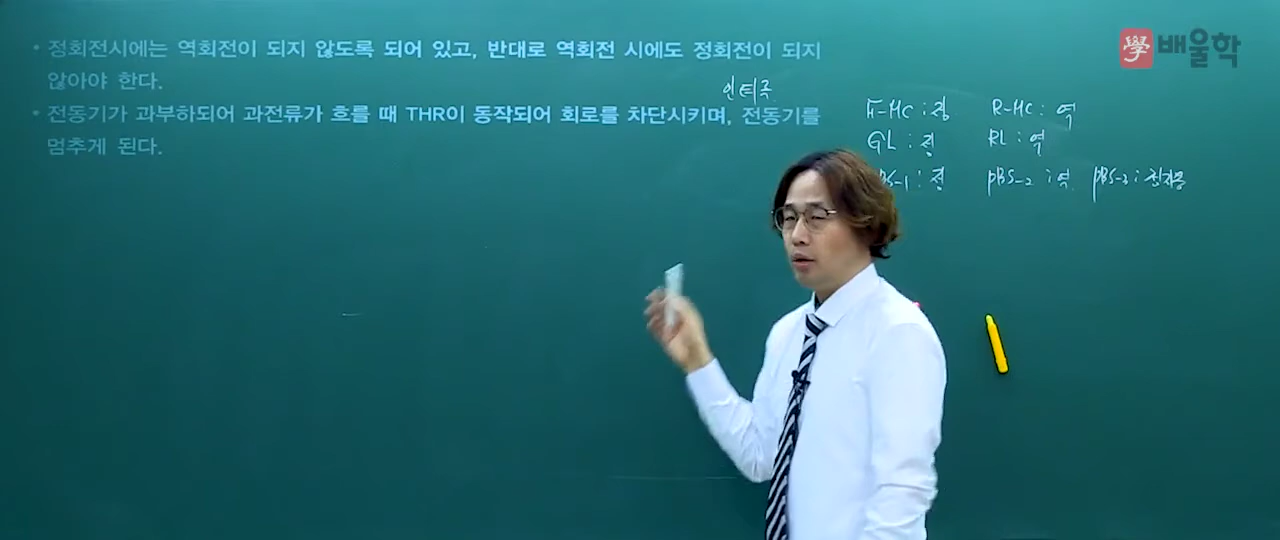 • 정회전시에는 역회전이 되지 않도록 되어 있고, 반대로 역회전 시에도 정회전이 되지
않아야 한다.
• 전동기가 과부하되어 과전류가 흐를 때 THR이 동작되어 회로를 차단시키며, 전동기를
멈추게 된다.
學 배울학
인터록
F-MC : 정 R-MC : 역
GL : 정 RL : 역
-1 : 정 PBS-2 : 역 PBS-3 :